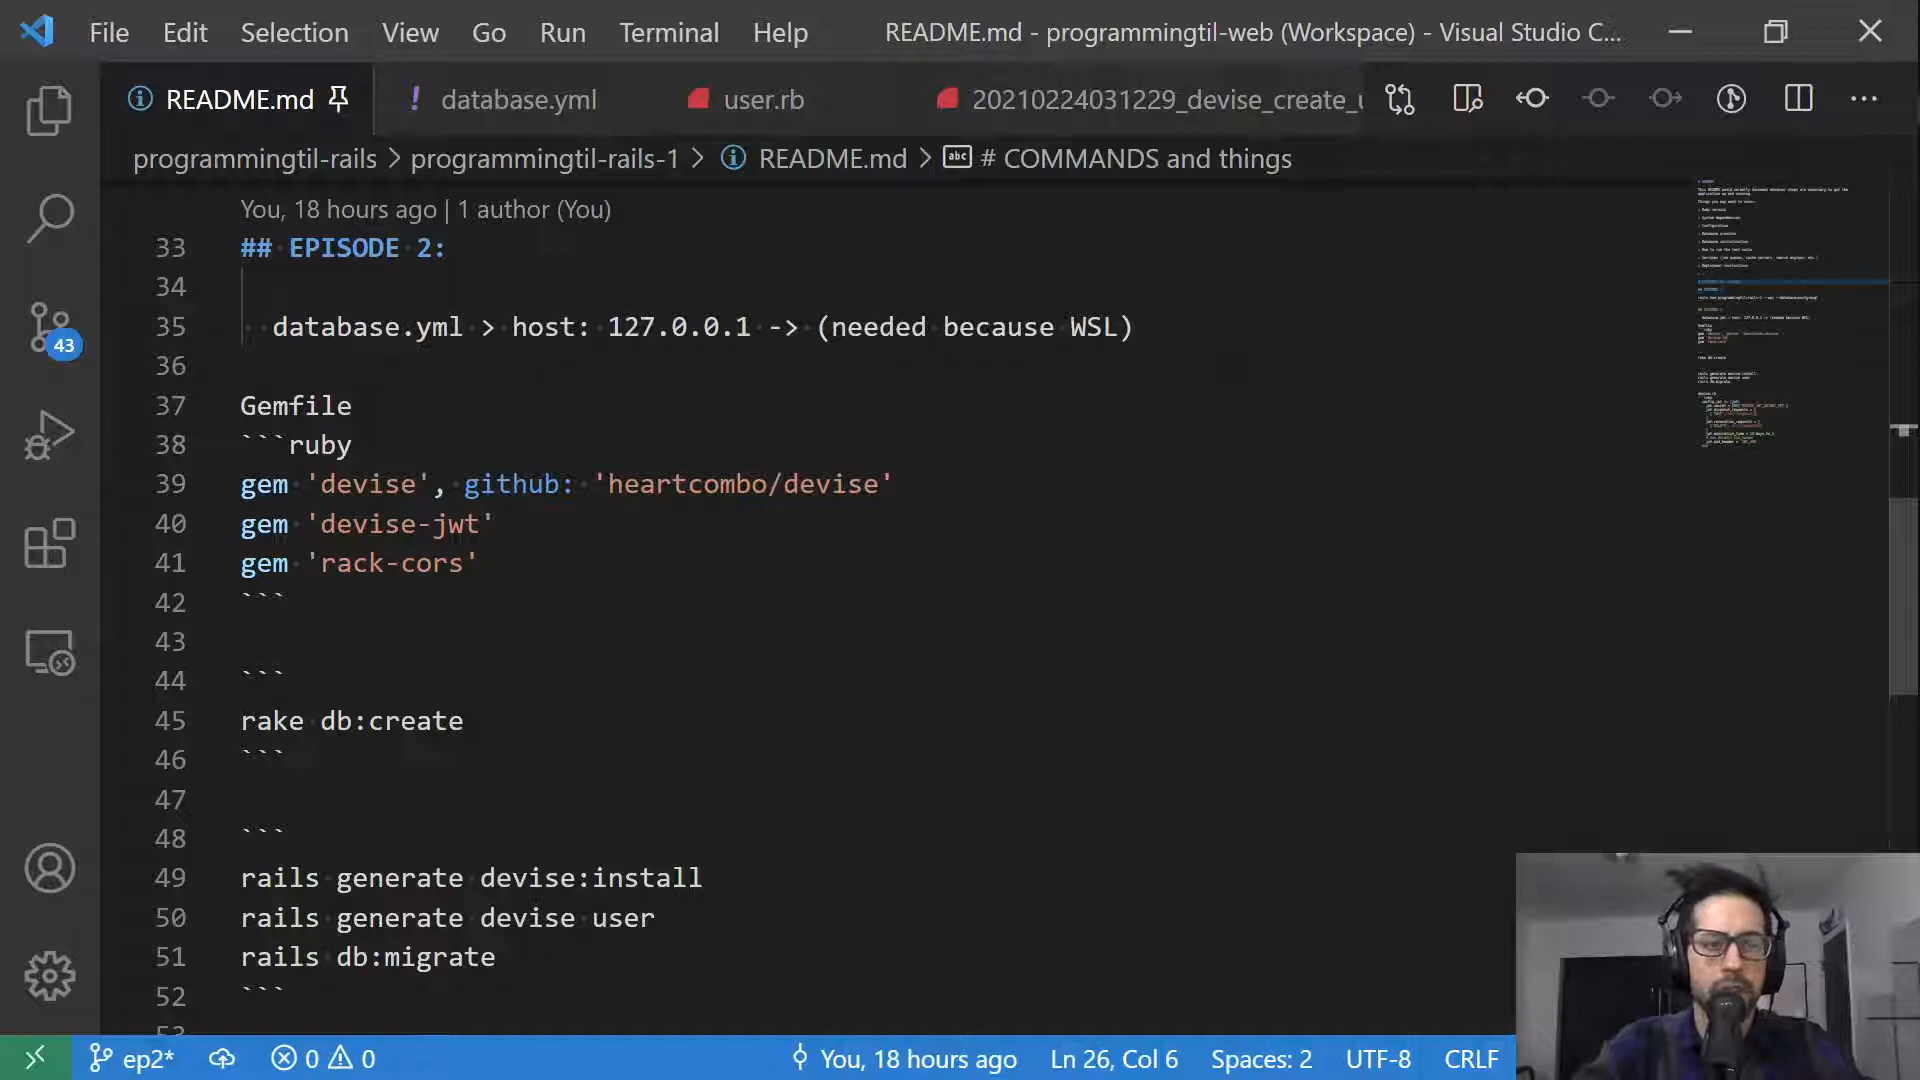 File Edit Selection View Go Run Terminal Help README.md - programmingtil-web (Workspace) - Visual Studio C...
README.md database.yml user.rb 20210224031229_devise_create_u
programmingtil-rails > programmingtil-rails-1 > README.md > # COMMANDS and things
You, 18 hours ago | 1 author (You)
33 ## EPISODE 2:
34
35 database.yml > host: 127.0.0.1 -> (needed because WSL)
36
37 Gemfile
38 ```ruby
39 gem 'devise', github: 'heartcombo/devise'
40 gem 'devise-jwt'
41 gem 'rack-cors'
42 ```
43
44 ```
45 rake db:create
46 ```
47
48 ```
49 rails generate devise:install
50 rails generate devise user
51 rails db:migrate
52 ```
53
43
ep2* 0 0 You, 18 hours ago Ln 26, Col 6 Spaces: 2 UTF-8 CRLF